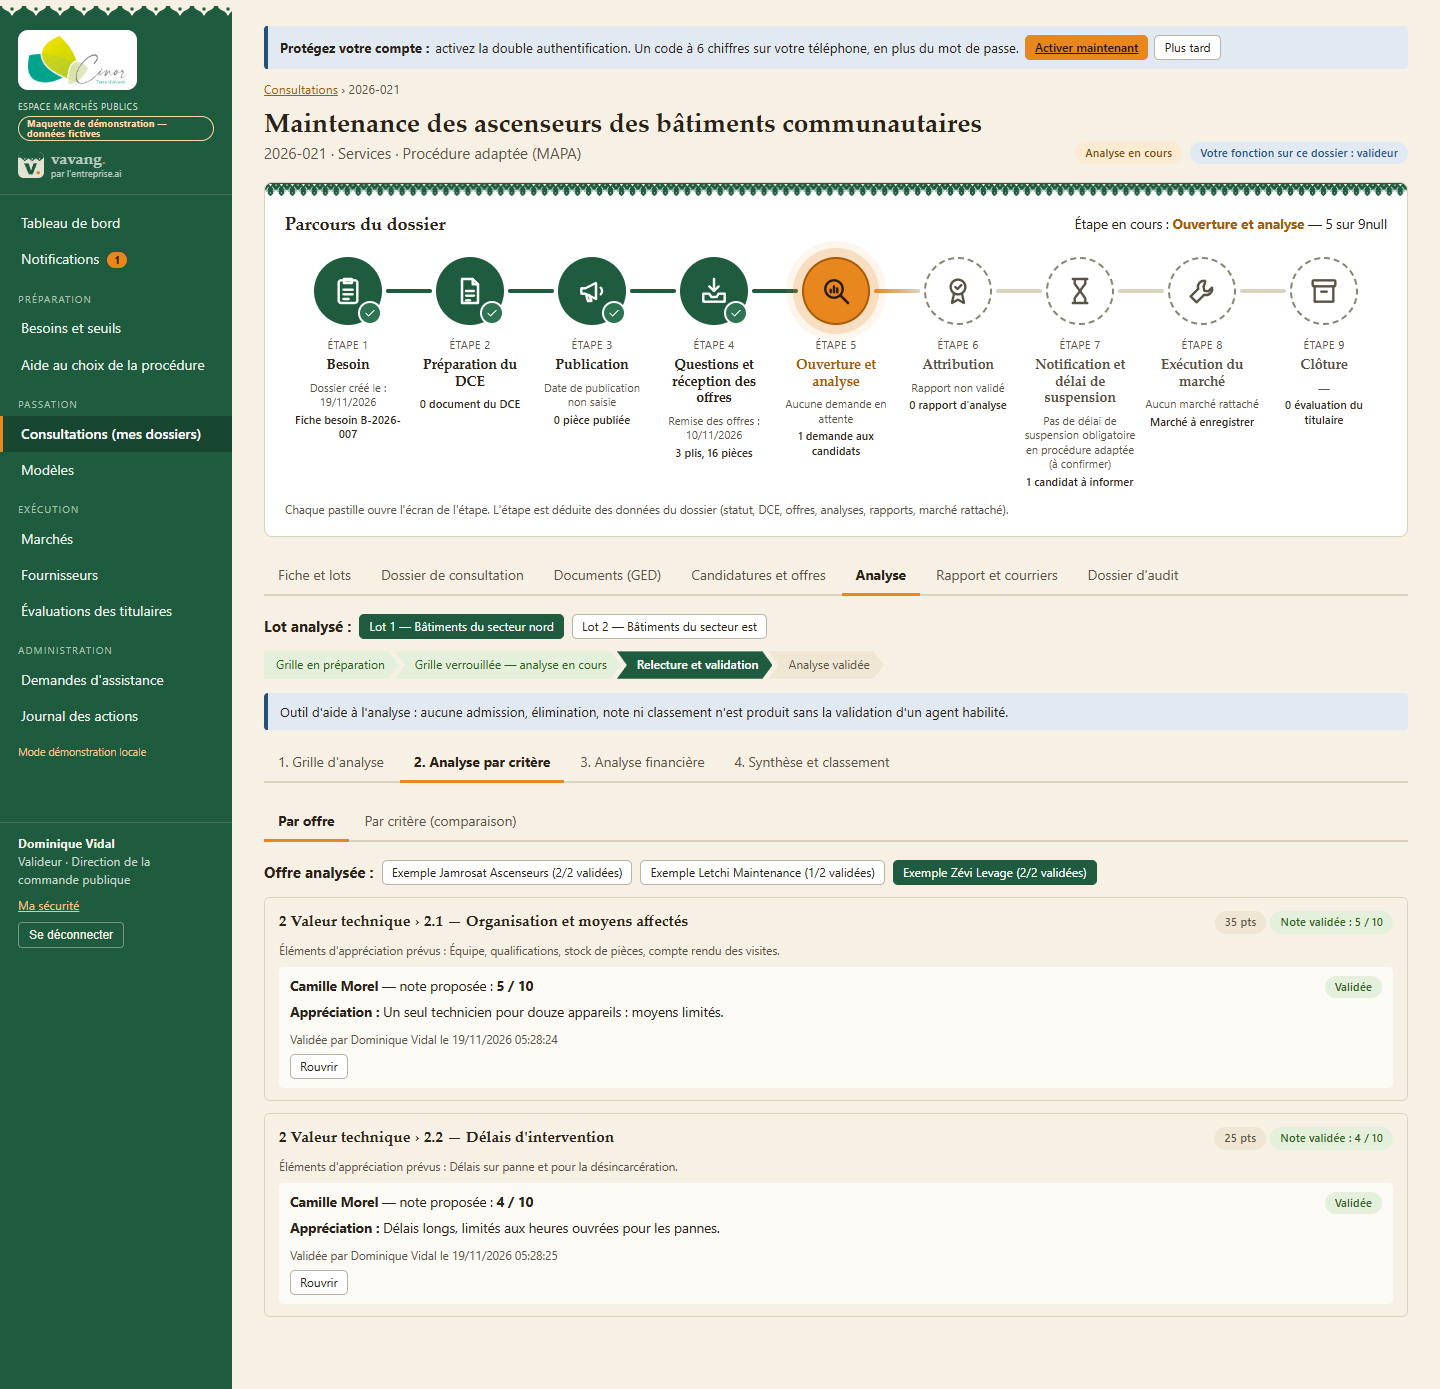 Cinor
Terre d'Avenir
ESPACE MARCHÉS PUBLICS
Maquette de démonstration —
données fictives
v.
vavang.
par l'entreprise.ai
Tableau de bord
Notifications 1
PRÉPARATION
Besoins et seuils
Aide au choix de la procédure
PASSATION
Consultations (mes dossiers)
Modèles
EXÉCUTION
Marchés
Fournisseurs
Évaluations des titulaires
ADMINISTRATION
Demandes d'assistance
Journal des actions
Mode démonstration locale
Dominique Vidal
Valideur · Direction de la
commande publique
Ma sécurité
Se déconnecter
Protégez votre compte : activez la double authentification. Un code à 6 chiffres sur votre téléphone, en plus du mot de passe. Activer maintenant Plus tard
Consultations › 2026-021
Maintenance des ascenseurs des bâtiments communautaires
2026-021 · Services · Procédure adaptée (MAPA)
Analyse en cours Votre fonction sur ce dossier : valideur
Parcours du dossier
Étape en cours : Ouverture et analyse — 5 sur 9null
ÉTAPE 1
Besoin
Dossier créé le :
19/11/2026
Fiche besoin B-2026-
007
ÉTAPE 2
Préparation du
DCE
0 document du DCE
ÉTAPE 3
Publication
Date de publication
non saisie
0 pièce publiée
ÉTAPE 4
Questions et
réception des
offres
Remise des offres :
10/11/2026
3 plis, 16 pièces
ÉTAPE 5
Ouverture et
analyse
Aucune demande en
attente
1 demande aux
candidats
ÉTAPE 6
Attribution
Rapport non validé
0 rapport d'analyse
ÉTAPE 7
Notification et
délai de
suspension
Pas de délai de
suspension obligatoire
en procédure adaptée
(à confirmer)
1 candidat à informer
ÉTAPE 8
Exécution du
marché
Aucun marché rattaché
Marché à enregistrer
ÉTAPE 9
Clôture
—
0 évaluation du
titulaire
Chaque pastille ouvre l'écran de l'étape. L'étape est déduite des données du dossier (statut, DCE, offres, analyses, rapports, marché rattaché).
Fiche et lots Dossier de consultation Documents (GED) Candidatures et offres Analyse Rapport et courriers Dossier d'audit
Lot analysé : Lot 1 — Bâtiments du secteur nord Lot 2 — Bâtiments du secteur est
Grille en préparation Grille verrouillée — analyse en cours Relecture et validation Analyse validée
Outil d'aide à l'analyse : aucune admission, élimination, note ni classement n'est produit sans la validation d'un agent habilité.
1. Grille d'analyse 2. Analyse par critère 3. Analyse financière 4. Synthèse et classement
Par offre Par critère (comparaison)
Offre analysée : Exemple Jamrosat Ascenseurs (2/2 validées) Exemple Letchi Maintenance (1/2 validées) Exemple Zévi Levage (2/2 validées)
2 Valeur technique › 2.1 — Organisation et moyens affectés
35 pts Note validée : 5 / 10
Éléments d'appréciation prévus : Équipe, qualifications, stock de pièces, compte rendu des visites.
Camille Morel — note proposée : 5 / 10
Validée
Appréciation : Un seul technicien pour douze appareils : moyens limités.
Validée par Dominique Vidal le 19/11/2026 05:28:24
Rouvrir
2 Valeur technique › 2.2 — Délais d'intervention
25 pts Note validée : 4 / 10
Éléments d'appréciation prévus : Délais sur panne et pour la désincarcération.
Camille Morel — note proposée : 4 / 10
Validée
Appréciation : Délais longs, limités aux heures ouvrées pour les pannes.
Validée par Dominique Vidal le 19/11/2026 05:28:25
Rouvrir